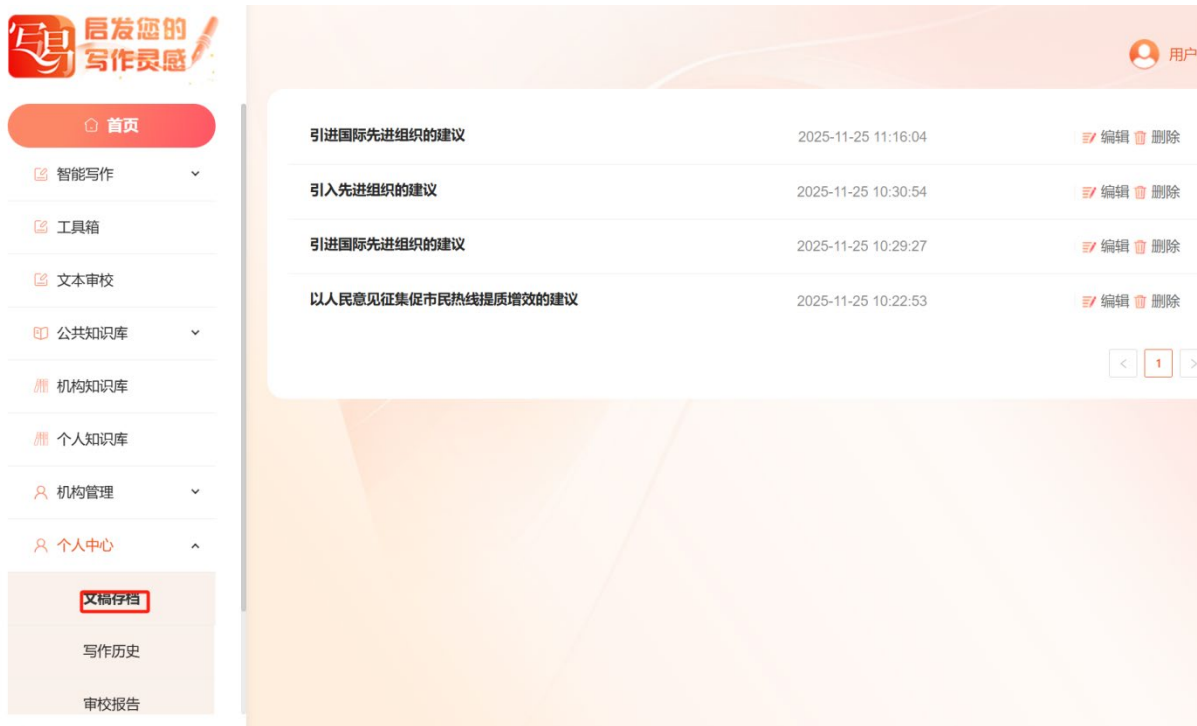 写易
启发您的
写作灵感
用户
首页
智能写作
工具箱
文本审校
公共知识库
机构知识库
个人知识库
机构管理
个人中心
文稿存档
写作历史
审校报告
引进国际先进组织的建议 2025-11-25 11:16:04 编辑 删除
引入先进组织的建议 2025-11-25 10:30:54 编辑 删除
引进国际先进组织的建议 2025-11-25 10:29:27 编辑 删除
以人民意见征集促市民热线提质增效的建议 2025-11-25 10:22:53 编辑 删除
< 1 >